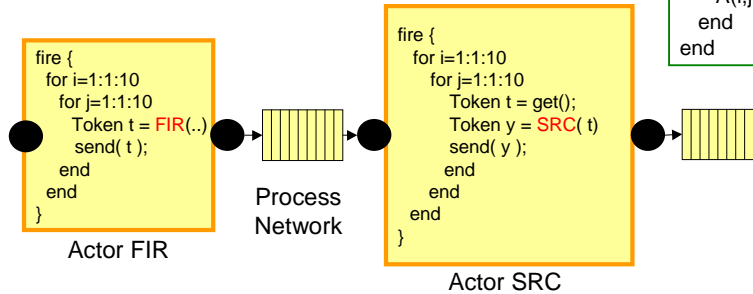 fire {
for i=1:1:10
for j=1:1:10
Token t = FIR(..)
send( t );
end
end
}
Actor FIR
Process
Network
fire {
for i=1:1:10
for j=1:1:10
Token t = get();
Token y = SRC( t)
send( y );
end
end
end
}
Actor SRC
end
end